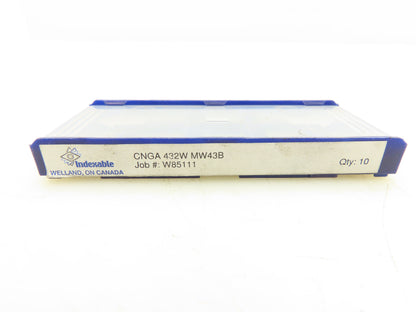 CNGA 432W MW43B
Indexable
Job #: W85111
Qty: 10
WELLAND, ON CANADA